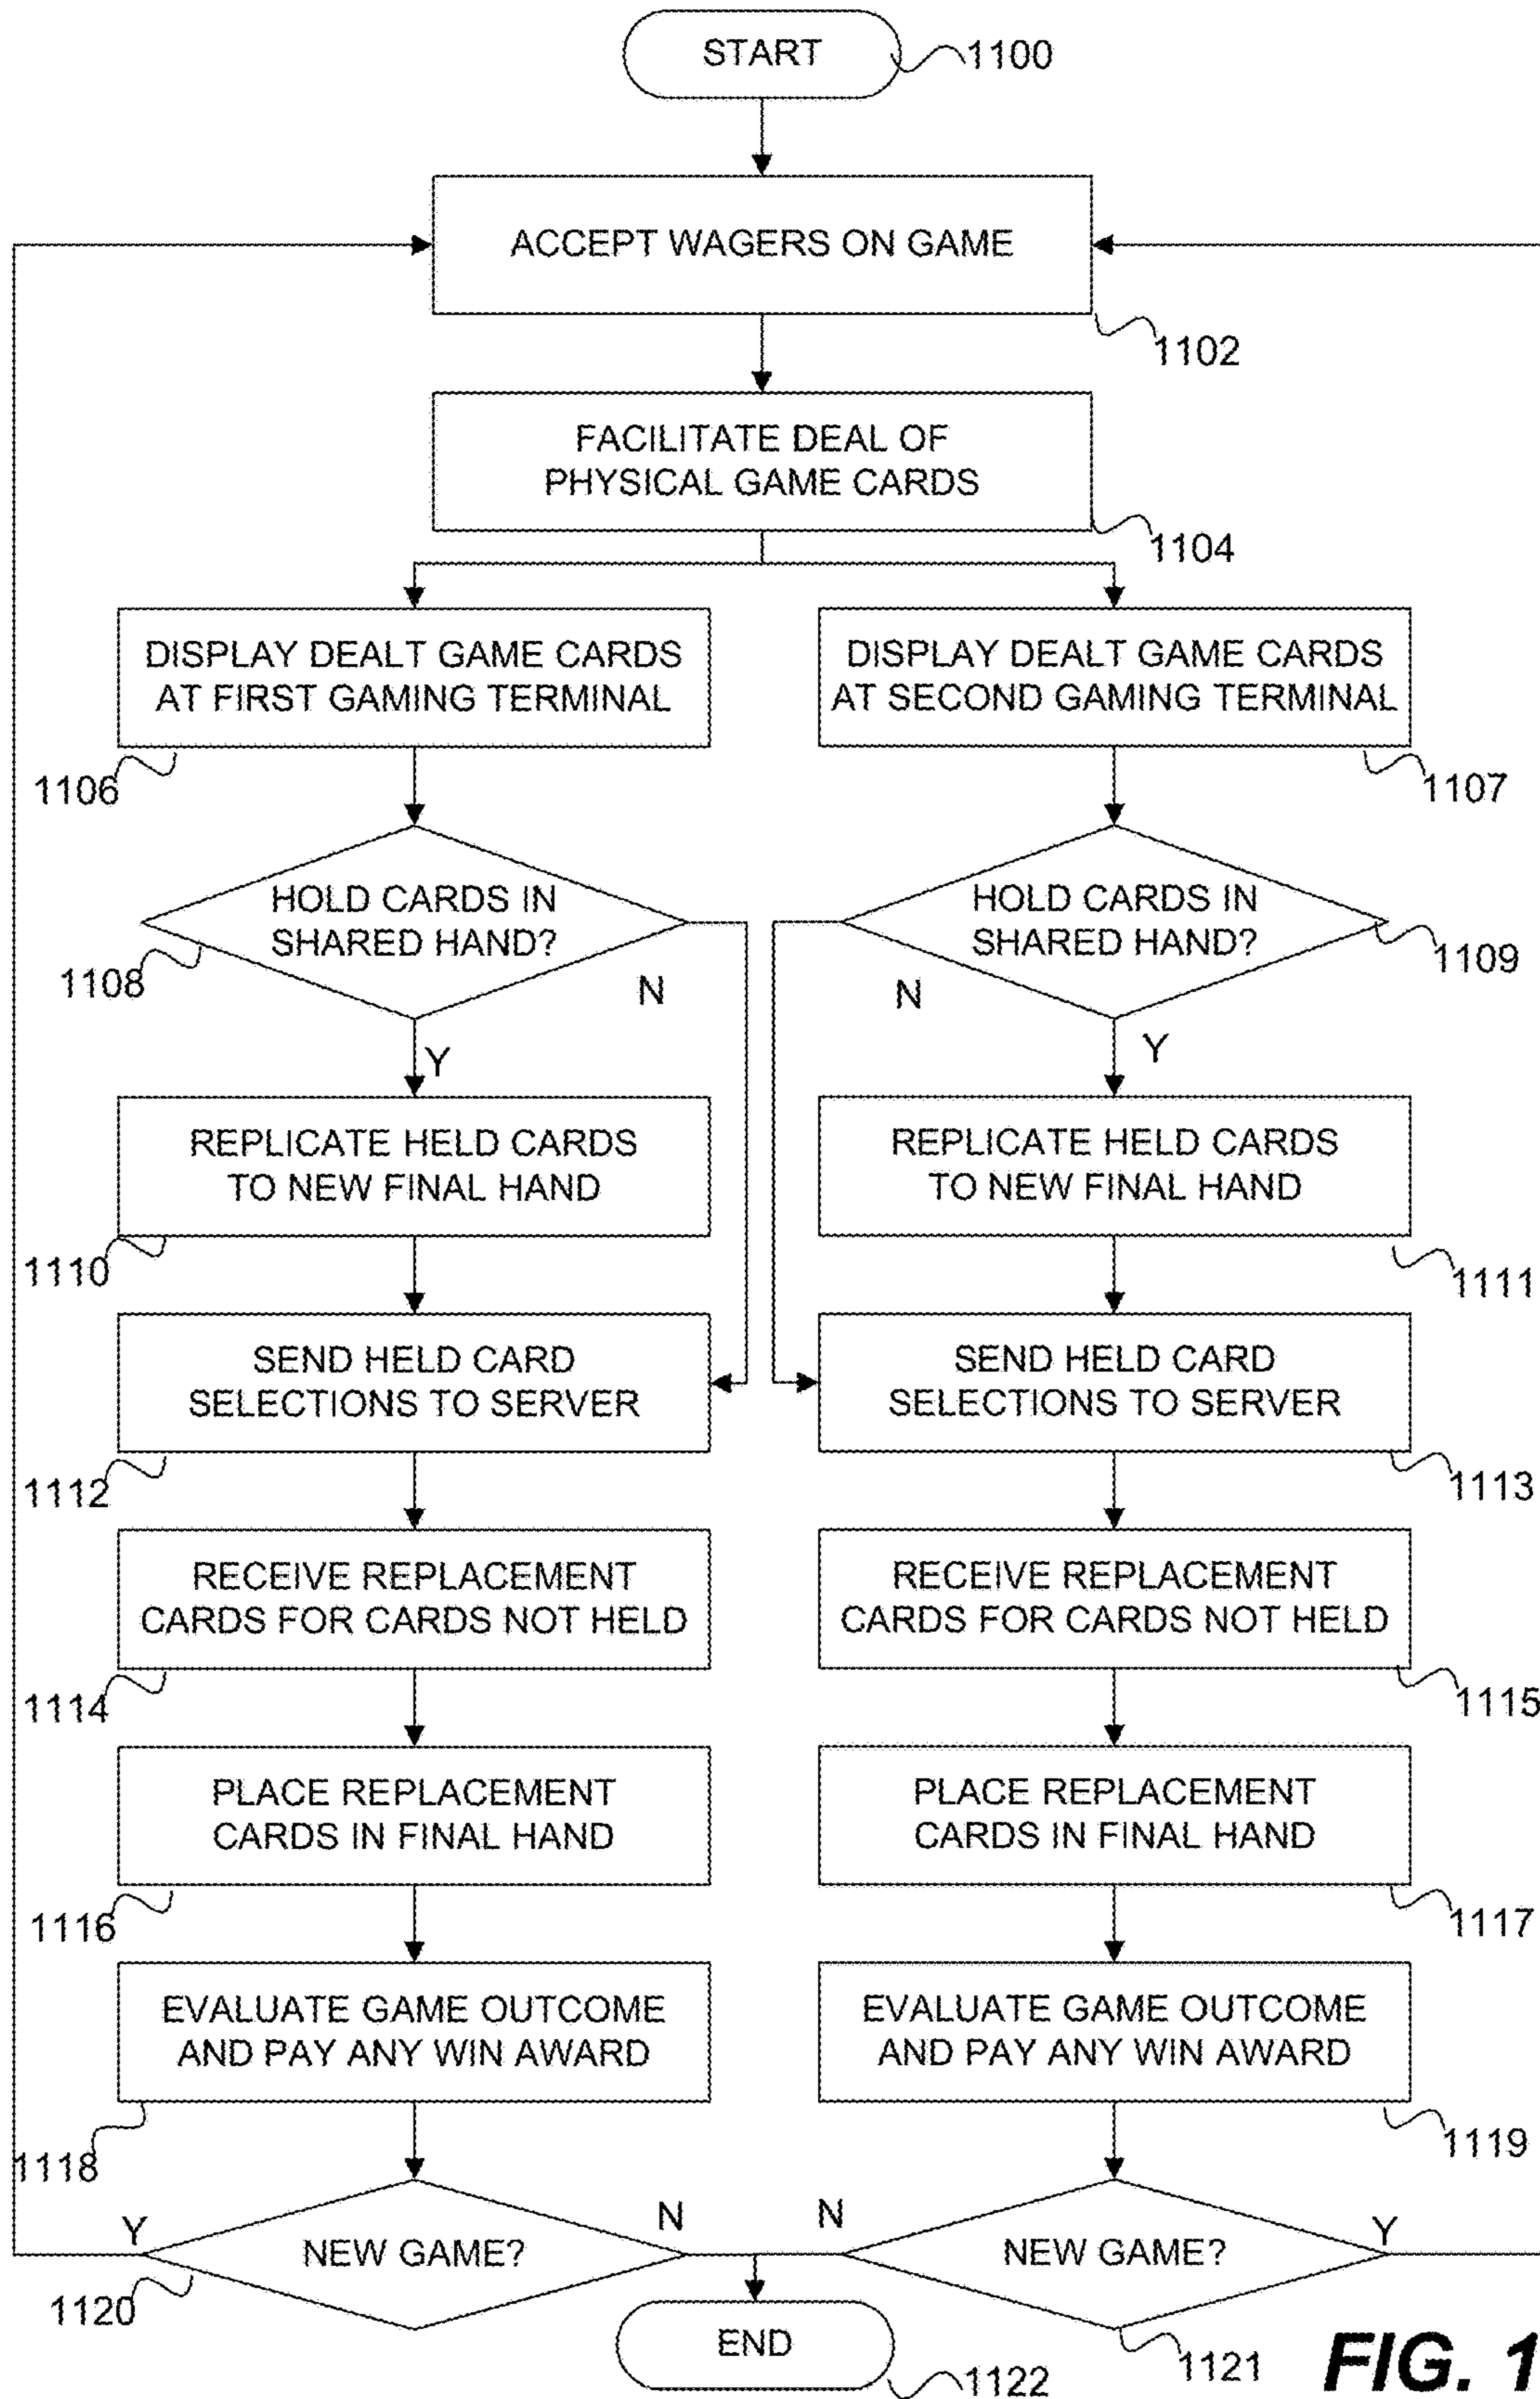 START
1100
ACCEPT WAGERS ON GAME
1102
FACILITATE DEAL OF
PHYSICAL GAME CARDS
1104
DISPLAY DEALT GAME CARDS
AT FIRST GAMING TERMINAL
1106
DISPLAY DEALT GAME CARDS
AT SECOND GAMING TERMINAL
1107
HOLD CARDS IN
SHARED HAND?
1108
N
Y
HOLD CARDS IN
SHARED HAND?
1109
N
Y
REPLICATE HELD CARDS
TO NEW FINAL HAND
1110
REPLICATE HELD CARDS
TO NEW FINAL HAND
1111
SEND HELD CARD
SELECTIONS TO SERVER
1112
SEND HELD CARD
SELECTIONS TO SERVER
1113
RECEIVE REPLACEMENT
CARDS FOR CARDS NOT HELD
1114
RECEIVE REPLACEMENT
CARDS FOR CARDS NOT HELD
1115
PLACE REPLACEMENT
CARDS IN FINAL HAND
1116
PLACE REPLACEMENT
CARDS IN FINAL HAND
1117
EVALUATE GAME OUTCOME
AND PAY ANY WIN AWARD
1118
EVALUATE GAME OUTCOME
AND PAY ANY WIN AWARD
1119
Y
NEW GAME?
N
1120
N
NEW GAME?
Y
1121
END
1122
FIG. 1